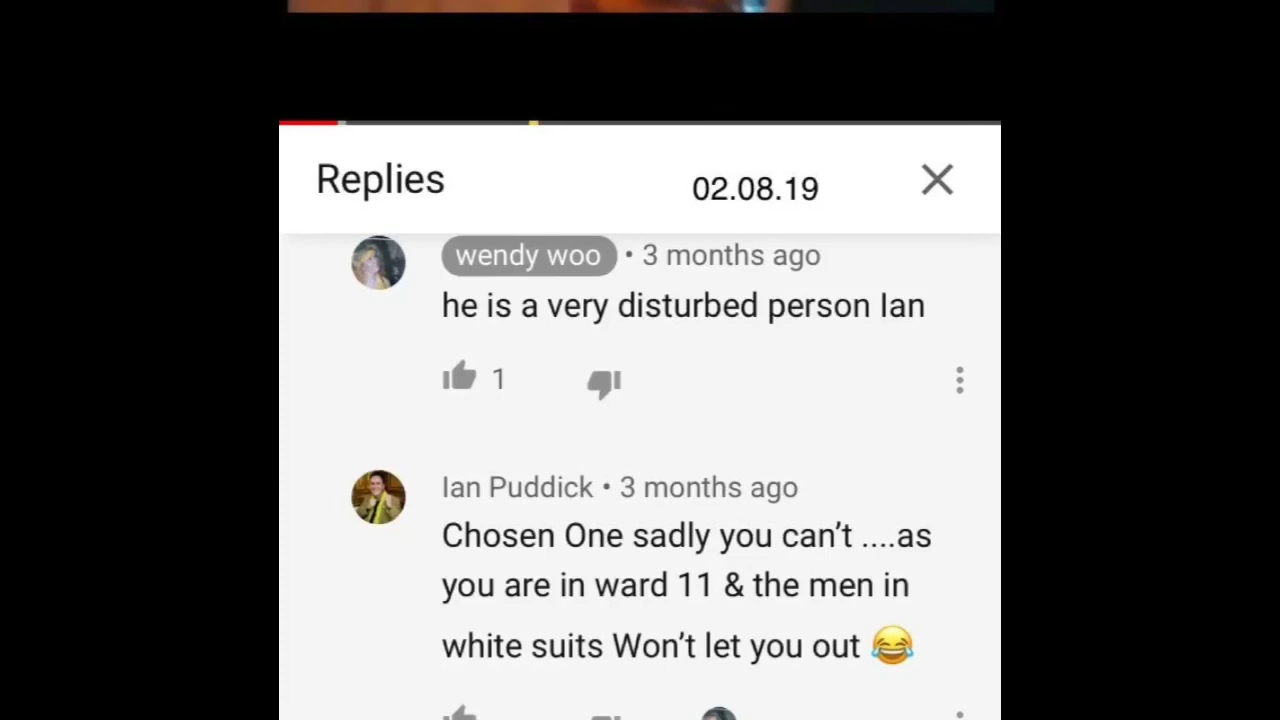 Replies
02.08.19
wendy woo • 3 months ago
he is a very disturbed person Ian
1
Ian Puddick • 3 months ago
Chosen One sadly you can’t ....as
you are in ward 11 & the men in
white suits Won’t let you out 😂